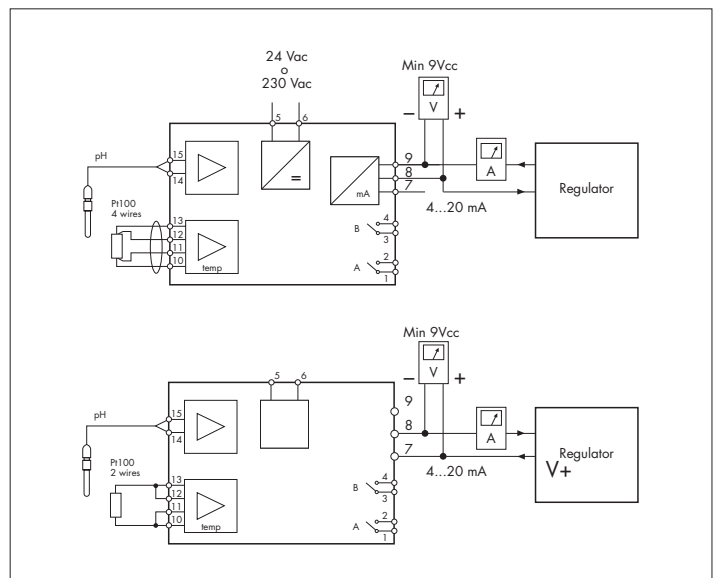 24 Vac
o
230 Vac
Min 9Vcc
V
− +
5 6
pH
15
14
=
mA
9
8
7
A
Regulator
4...20 mA
Pt100
4 wires
13
12
11
10
temp
B
4
3
A
2
1
Min 9Vcc
V
− +
5 6
pH
15
14
9
8
7
A
Regulator
V+
4...20 mA
Pt100
2 wires
13
12
11
10
temp
B
4
3
A
2
1